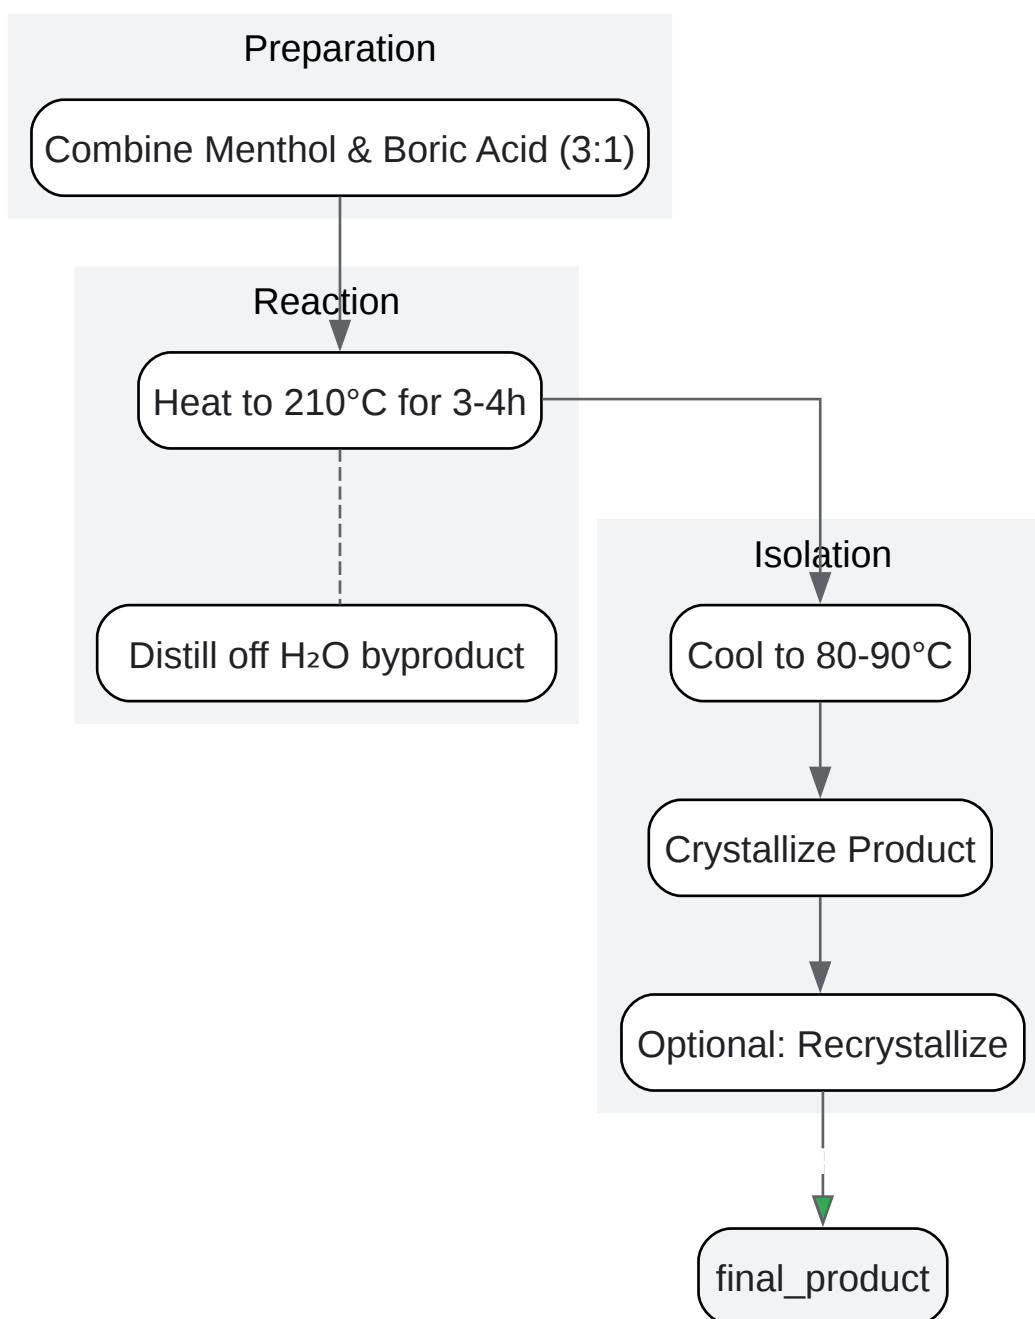 Preparation
Combine Menthol & Boric Acid (3:1)
Reaction
Heat to 210°C for 3-4h
Distill off H₂O byproduct
Isolation
Cool to 80-90°C
Crystallize Product
Optional: Recrystallize
final_product